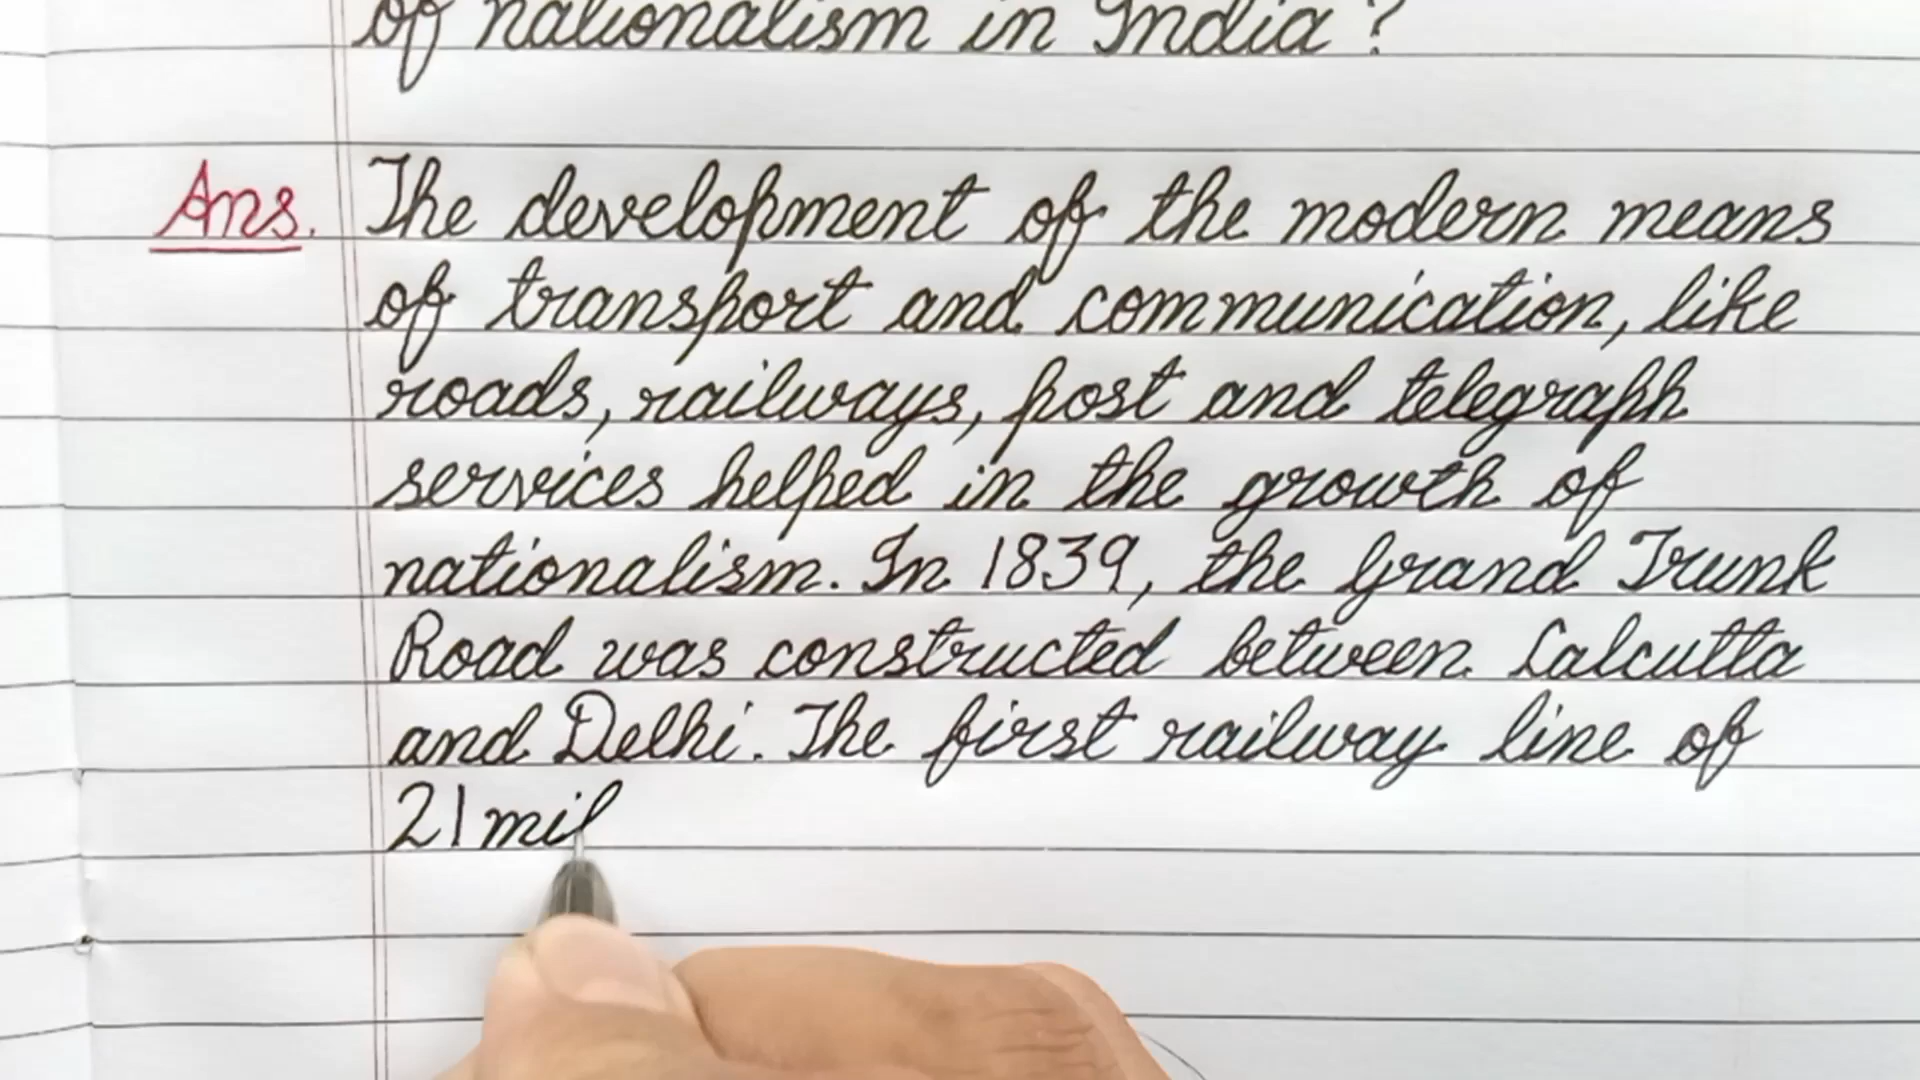 of nationalism in India?
Ans. The development of the modern means
of transport and communication, like
roads, railways, post and telegraph
services helped in the growth of
nationalism. In 1839, the Grand Trunk
Road was constructed between Calcutta
and Delhi. The first railway line of
21 mil